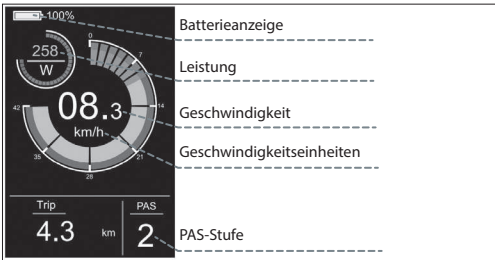 100%
Batterieanzeige
258
W
Leistung
0
7
14
21
28
35
42
08.3
km/h
Geschwindigkeit
Geschwindigkeitseinheiten
Trip
4.3 km
PAS
2
PAS-Stufe